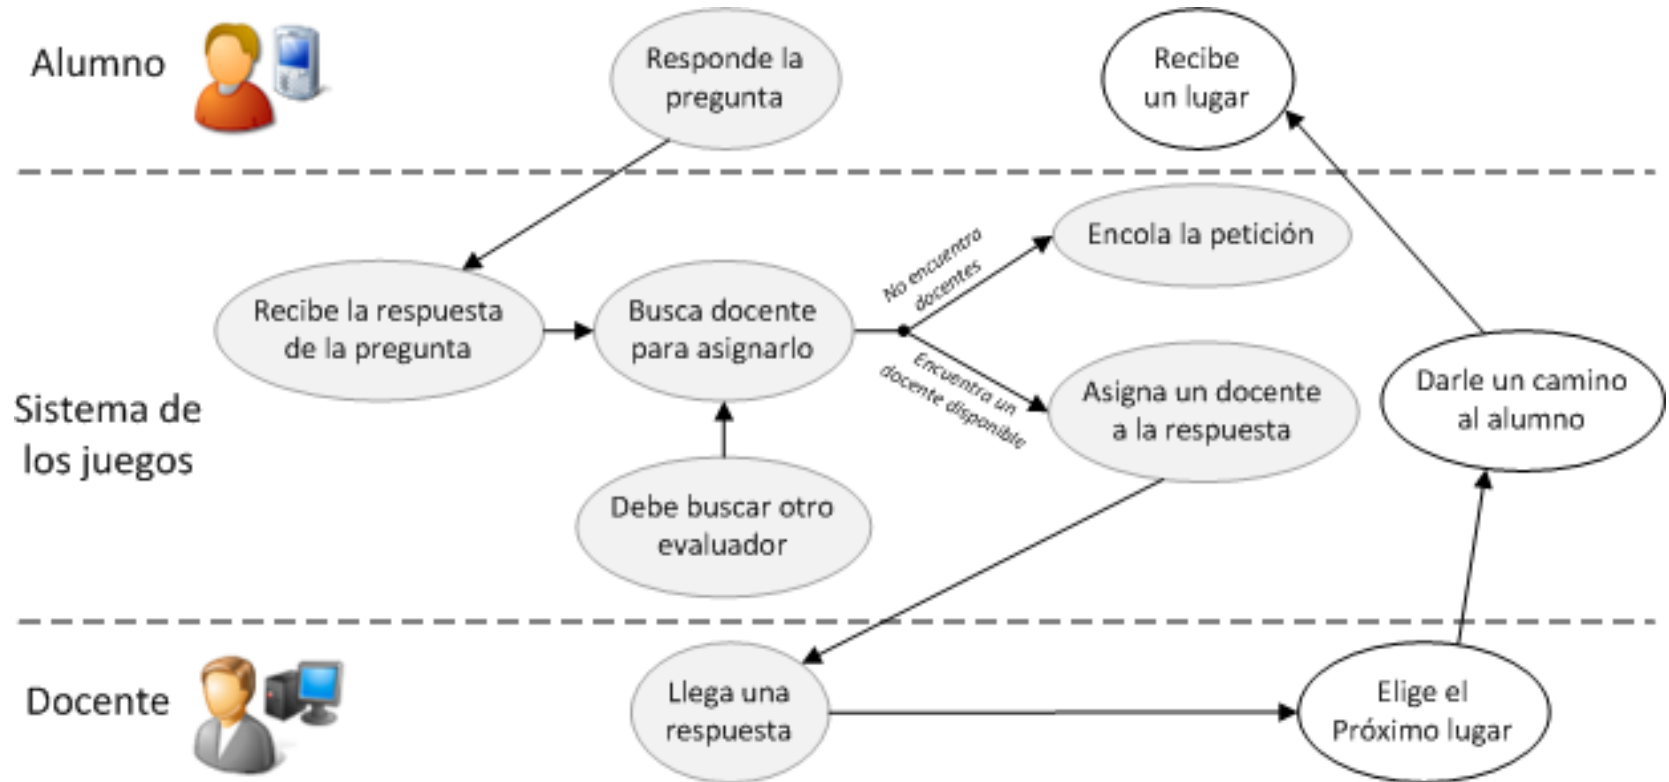 Alumno
Responde la
pregunta
Recibe
un lugar
Sistema de
los juegos
Recibe la respuesta
de la pregunta
Busca docente
para asignarlo
No encuentra
docentes
Encuentra un
docente disponible
Encola la petición
Asigna un docente
a la respuesta
Darle un camino
al alumno
Debe buscar otro
evaluador
Docente
Llega una
respuesta
Elige el
Próximo lugar